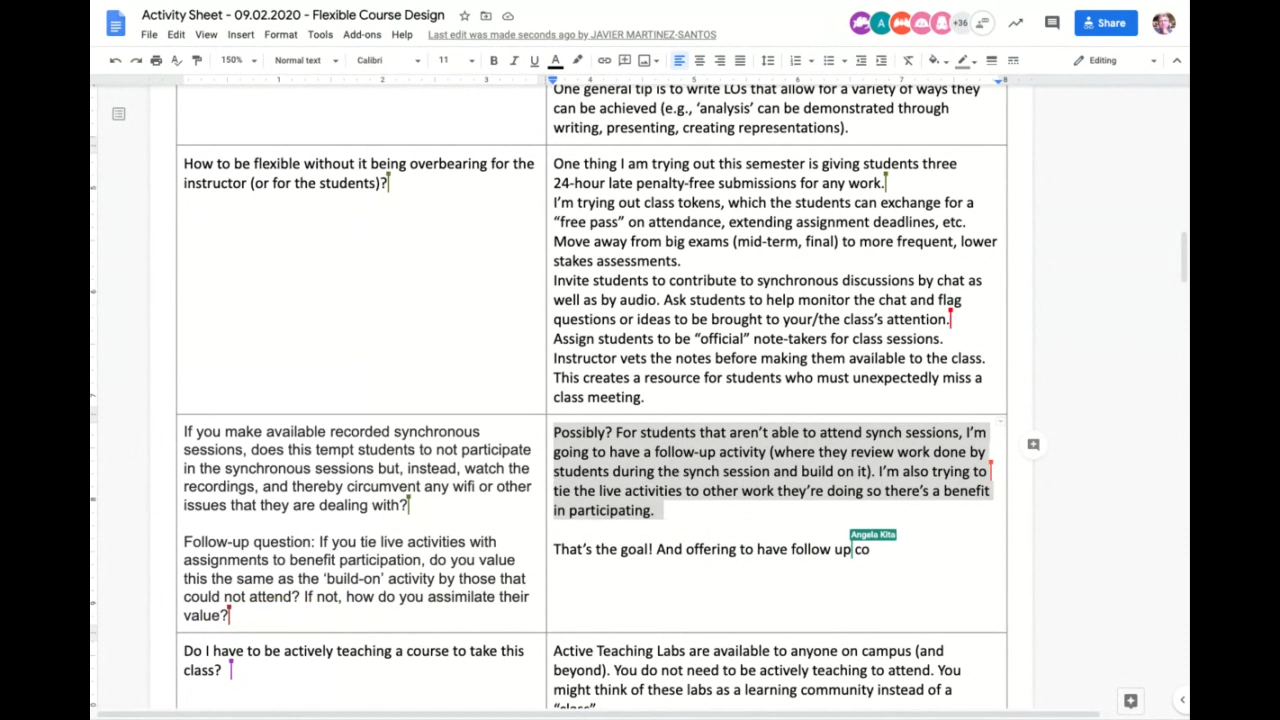 Activity Sheet - 09.02.2020 - Flexible Course Design
File Edit View Insert Format Tools Add-ons Help Last edit was made seconds ago by JAVIER MARTINEZ-SANTOS
A +36 Share
150% Normal text Calibri 11 B I U A Editing
1 2 3 4 5 6 7 8
One general tip is to write LOs that allow for a variety of ways they
can be achieved (e.g., ‘analysis’ can be demonstrated through
writing, presenting, creating representations).
How to be flexible without it being overbearing for the
instructor (or for the students)?
One thing I am trying out this semester is giving students three
24-hour late penalty-free submissions for any work.
I’m trying out class tokens, which the students can exchange for a
“free pass” on attendance, extending assignment deadlines, etc.
Move away from big exams (mid-term, final) to more frequent, lower
stakes assessments.
Invite students to contribute to synchronous discussions by chat as
well as by audio. Ask students to help monitor the chat and flag
questions or ideas to be brought to your/the class’s attention.
Assign students to be “official” note-takers for class sessions.
Instructor vets the notes before making them available to the class.
This creates a resource for students who must unexpectedly miss a
class meeting.
If you make available recorded synchronous
sessions, does this tempt students to not participate
in the synchronous sessions but, instead, watch the
recordings, and thereby circumvent any wifi or other
issues that they are dealing with?
Follow-up question: If you tie live activities with
assignments to benefit participation, do you value
this the same as the ‘build-on’ activity by those that
could not attend? If not, how do you assimilate their
value?
Possibly? For students that aren’t able to attend synch sessions, I’m
going to have a follow-up activity (where they review work done by
students during the synch session and build on it). I’m also trying to
tie the live activities to other work they’re doing so there’s a benefit
in participating.
Angela Kita
That’s the goal! And offering to have follow up co
Do I have to be actively teaching a course to take this
class?
Active Teaching Labs are available to anyone on campus (and
beyond). You do not need to be actively teaching to attend. You
might think of these labs as a learning community instead of a
“class”